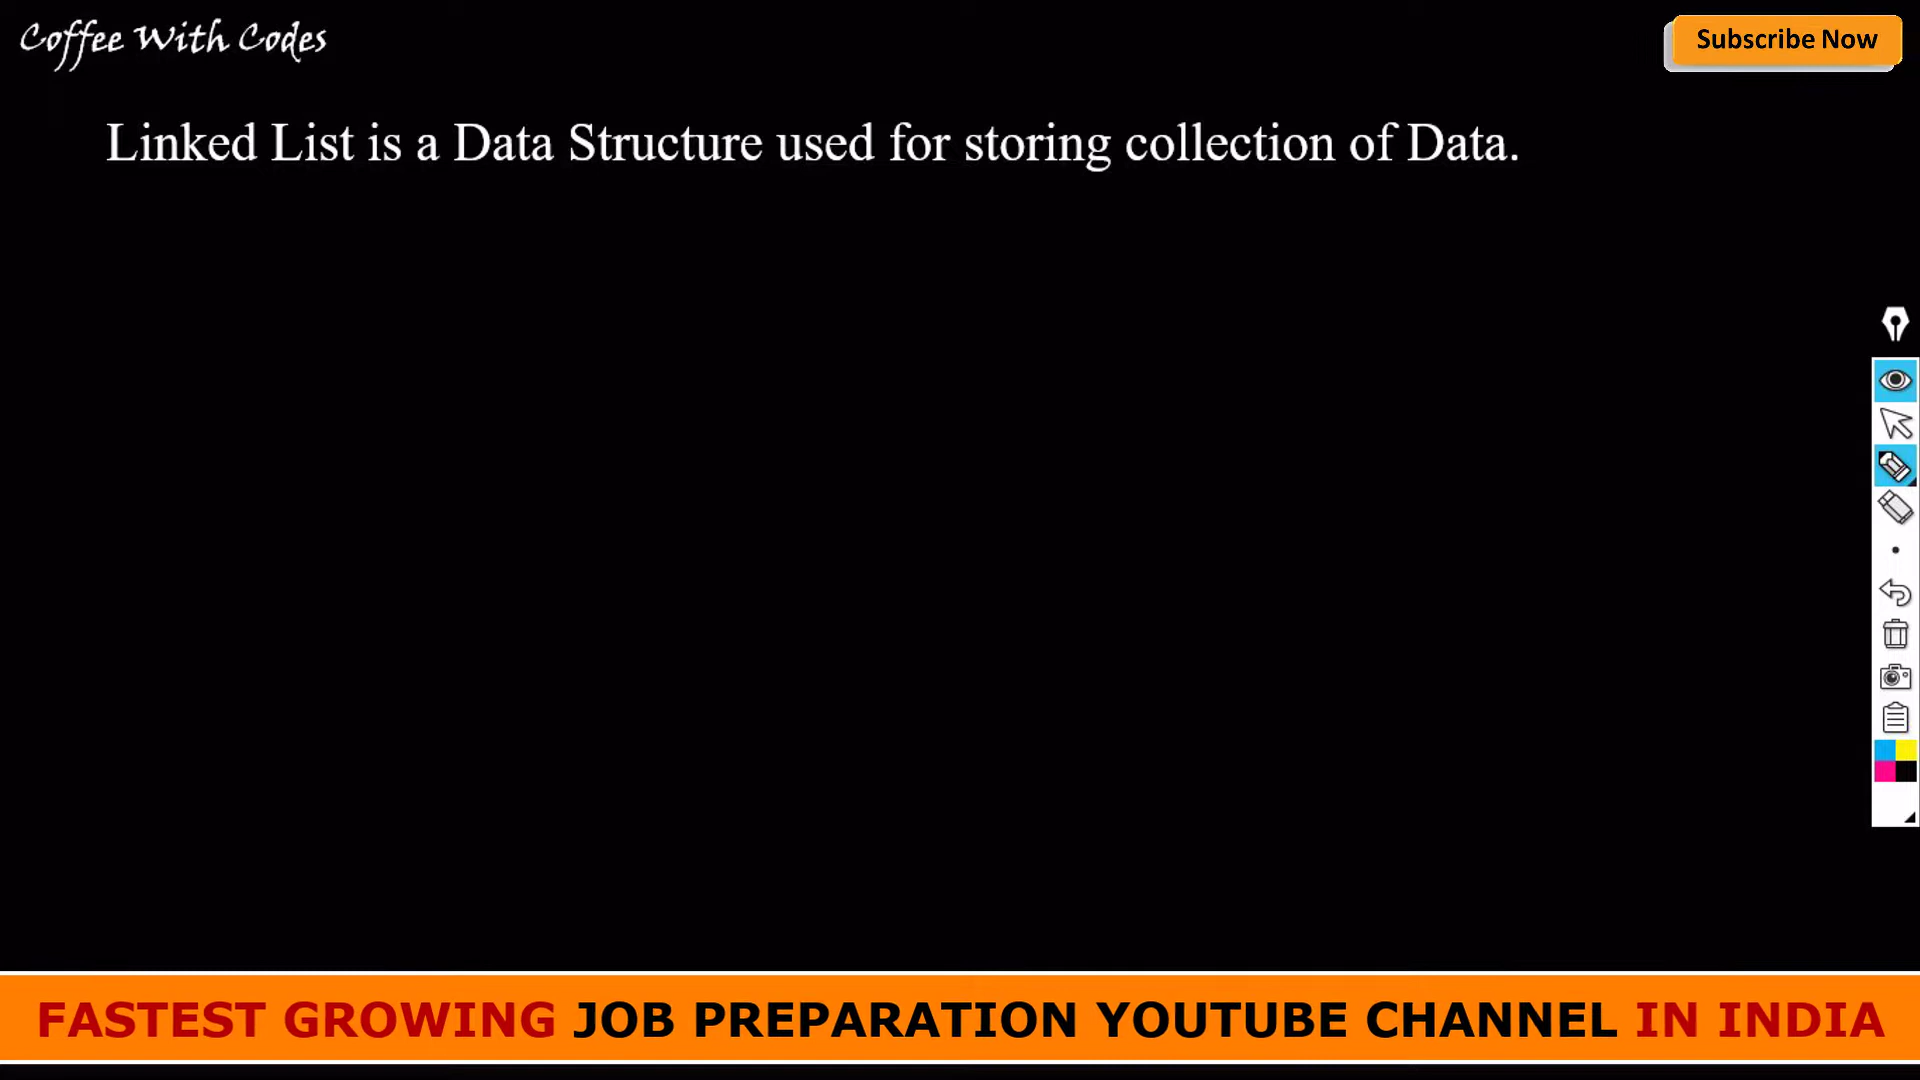 Coffee With Codes
Subscribe Now
Linked List is a Data Structure used for storing collection of Data.
FASTEST GROWING JOB PREPARATION YOUTUBE CHANNEL IN INDIA